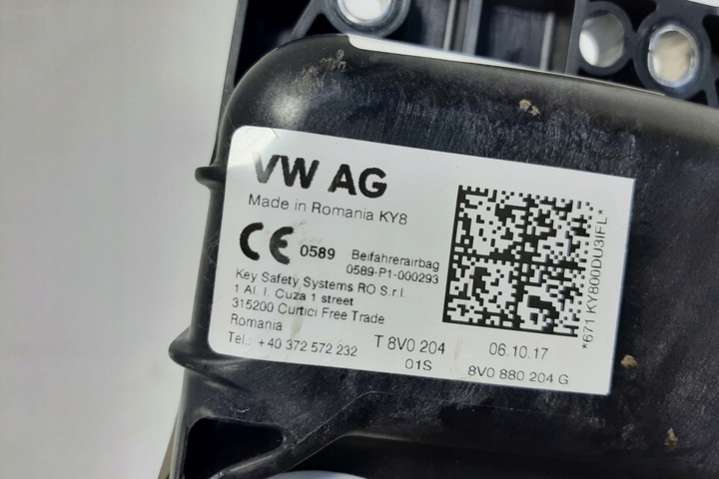 VW AG
Made in Romania KY8
CE 0589 Beifahrerairbag
0589-P1-000293
Key Safety Systems RO S.r.l.
1 Al. I. Cuza 1 street
315200 Curtici Free Trade
Romania
Tel.: +40 372 572 232
T 8V0 204
01S
06.10.17
8V0 880 204 G
*671 KY800DU3IFL*